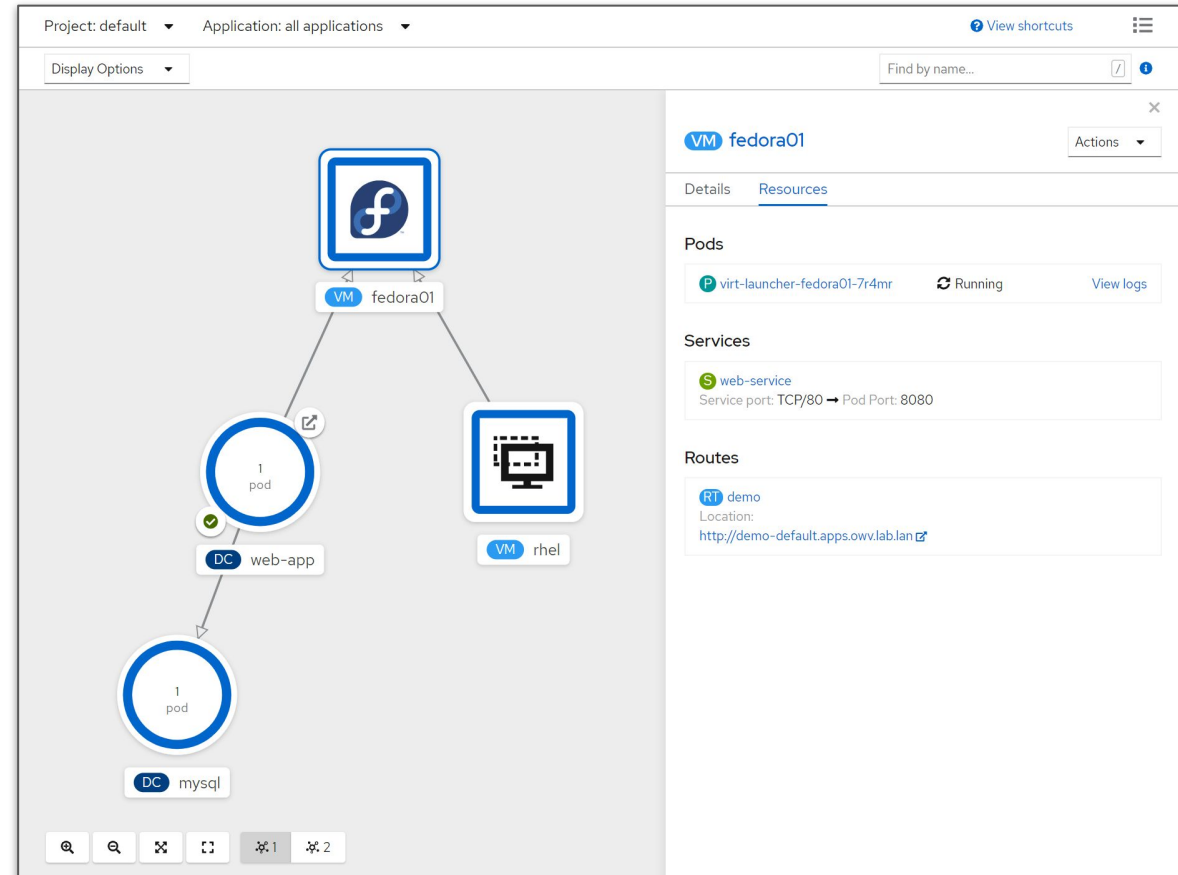 Project: default Application: all applications View shortcuts
Display Options Find by name... /
VM fedora01 Actions
Details Resources
Pods
P virt-launcher-fedora01-7r4mr Running View logs
Services
S web-service
Service port: TCP/80 → Pod Port: 8080
Routes
RT demo
Location:
http://demo-default.apps.owv.lab.lan
VM fedora01
1
pod
DC web-app
VM rhel
1
pod
DC mysql
1 2